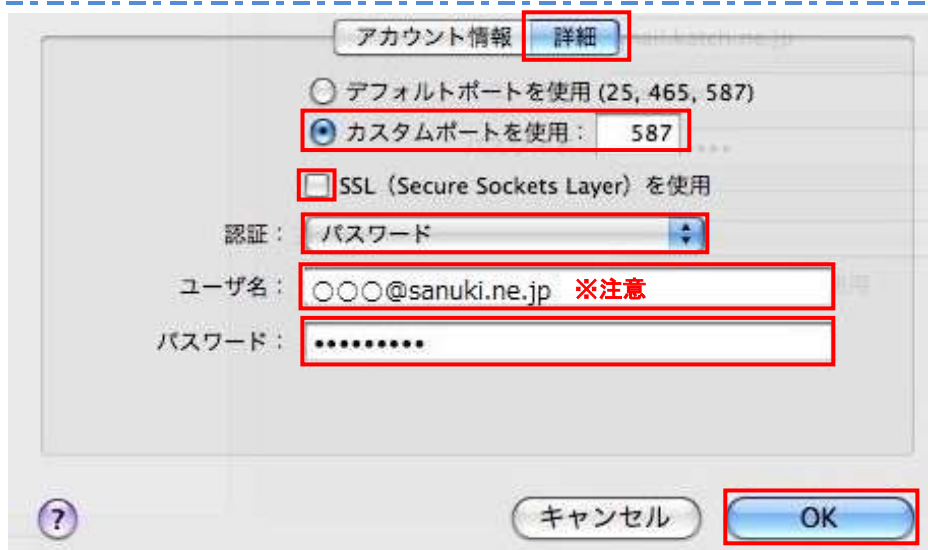 アカウント情報 詳細
デフォルトポートを使用 (25, 465, 587)
カスタムポートを使用： 587
SSL（Secure Sockets Layer）を使用
認証： パスワード
ユーザ名： ○○○@sanuki.ne.jp ※注意
パスワード： •••••••••
? キャンセル OK